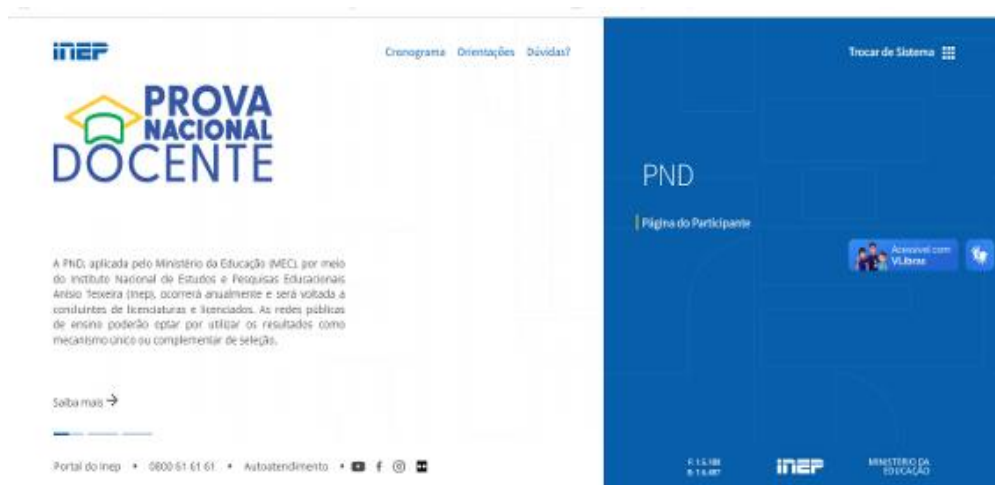 inep
Cronograma Orientações Dúvidas?
PROVA
NACIONAL
DOCENTE
A PND, aplicada pelo Ministério da Educação (MEC), por meio
do Instituto Nacional de Estudos e Pesquisas Educacionais
Anísio Teixeira (Inep), ocorrerá anualmente e será voltada a
concluintes de licenciaturas e licenciados. As redes públicas
de ensino poderão optar por utilizar os resultados como
mecanismo único ou complementar de seleção.
Saiba mais →
Portal do Inep • 0800 61 61 61 • Autoatendimento •
Trocar de Sistema
PND
Página do Participante
Acessível com
VLibras
inep
MINISTÉRIO DA
EDUCAÇÃO